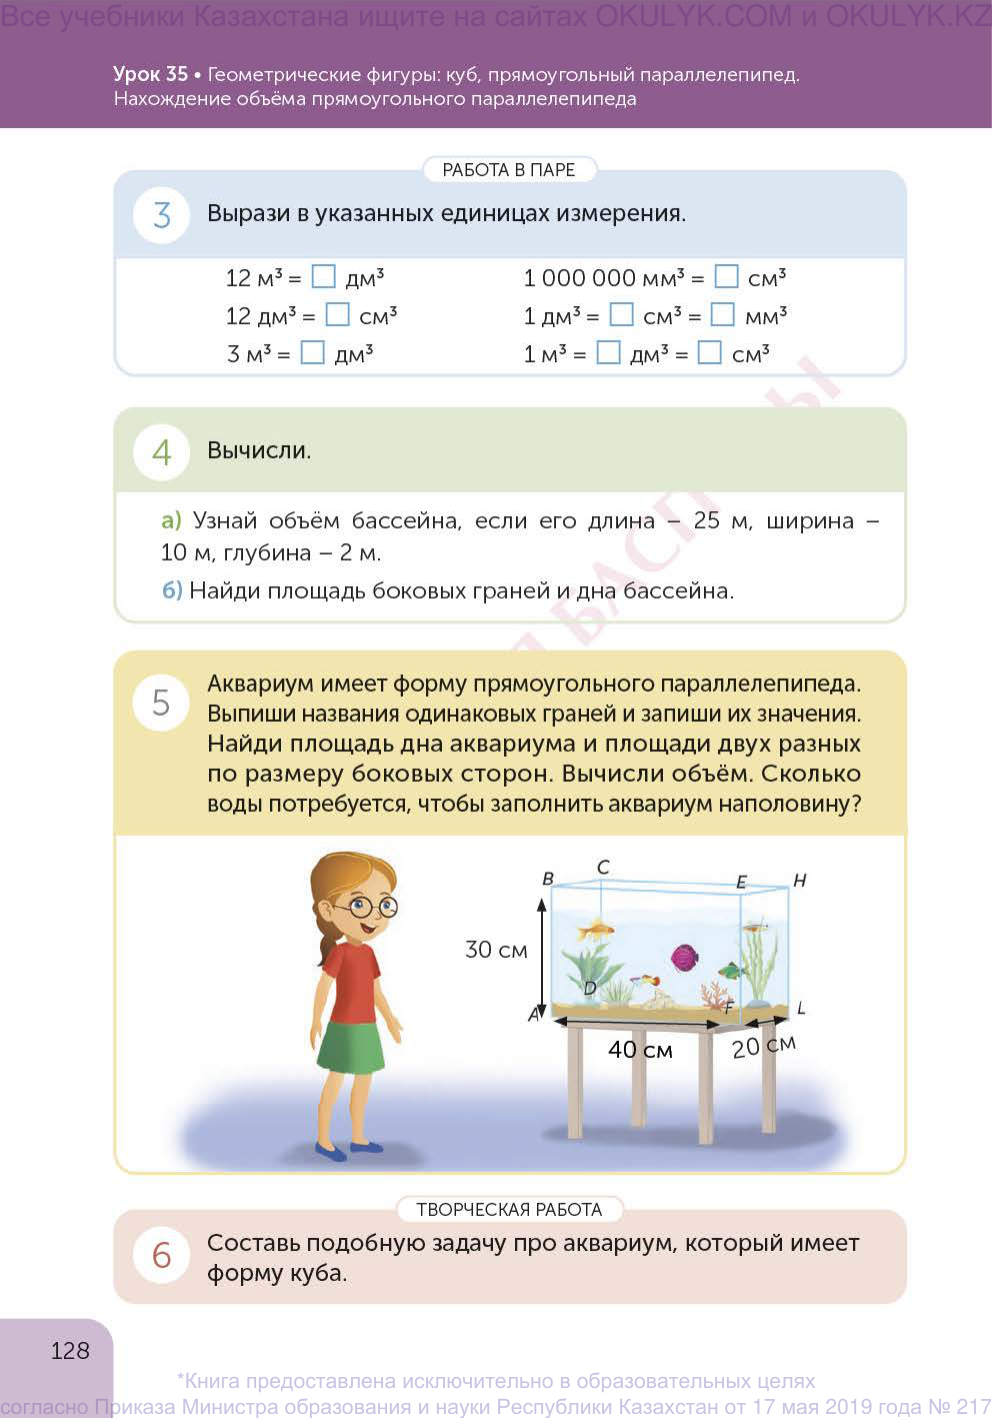 Все учебники Казахстана ищите на сайтах OKULYK.COM и OKULYK.KZ
Урок 35 • Геометрические фигуры: куб, прямоугольный параллелепипед.
Нахождение объёма прямоугольного параллелепипеда
РАБОТА В ПАРЕ
3 Вырази в указанных единицах измерения.
12 м³ = □ дм³ 1 000 000 мм³ = □ см³
12 дм³ = □ см³ 1 дм³ = □ см³ = □ мм³
3 м³ = □ дм³ 1 м³ = □ дм³ = □ см³
4 Вычисли.
а) Узнай объём бассейна, если его длина – 25 м, ширина –
10 м, глубина – 2 м.
б) Найди площадь боковых граней и дна бассейна.
5 Аквариум имеет форму прямоугольного параллелепипеда.
Выпиши названия одинаковых граней и запиши их значения.
Найди площадь дна аквариума и площади двух разных
по размеру боковых сторон. Вычисли объём. Сколько
воды потребуется, чтобы заполнить аквариум наполовину?
B C E H
30 см
D
A F L
40 см 20 см
ТВОРЧЕСКАЯ РАБОТА
6 Составь подобную задачу про аквариум, который имеет
форму куба.
128
*Книга предоставлена исключительно в образовательных целях
согласно Приказа Министра образования и науки Республики Казахстан от 17 мая 2019 года № 217